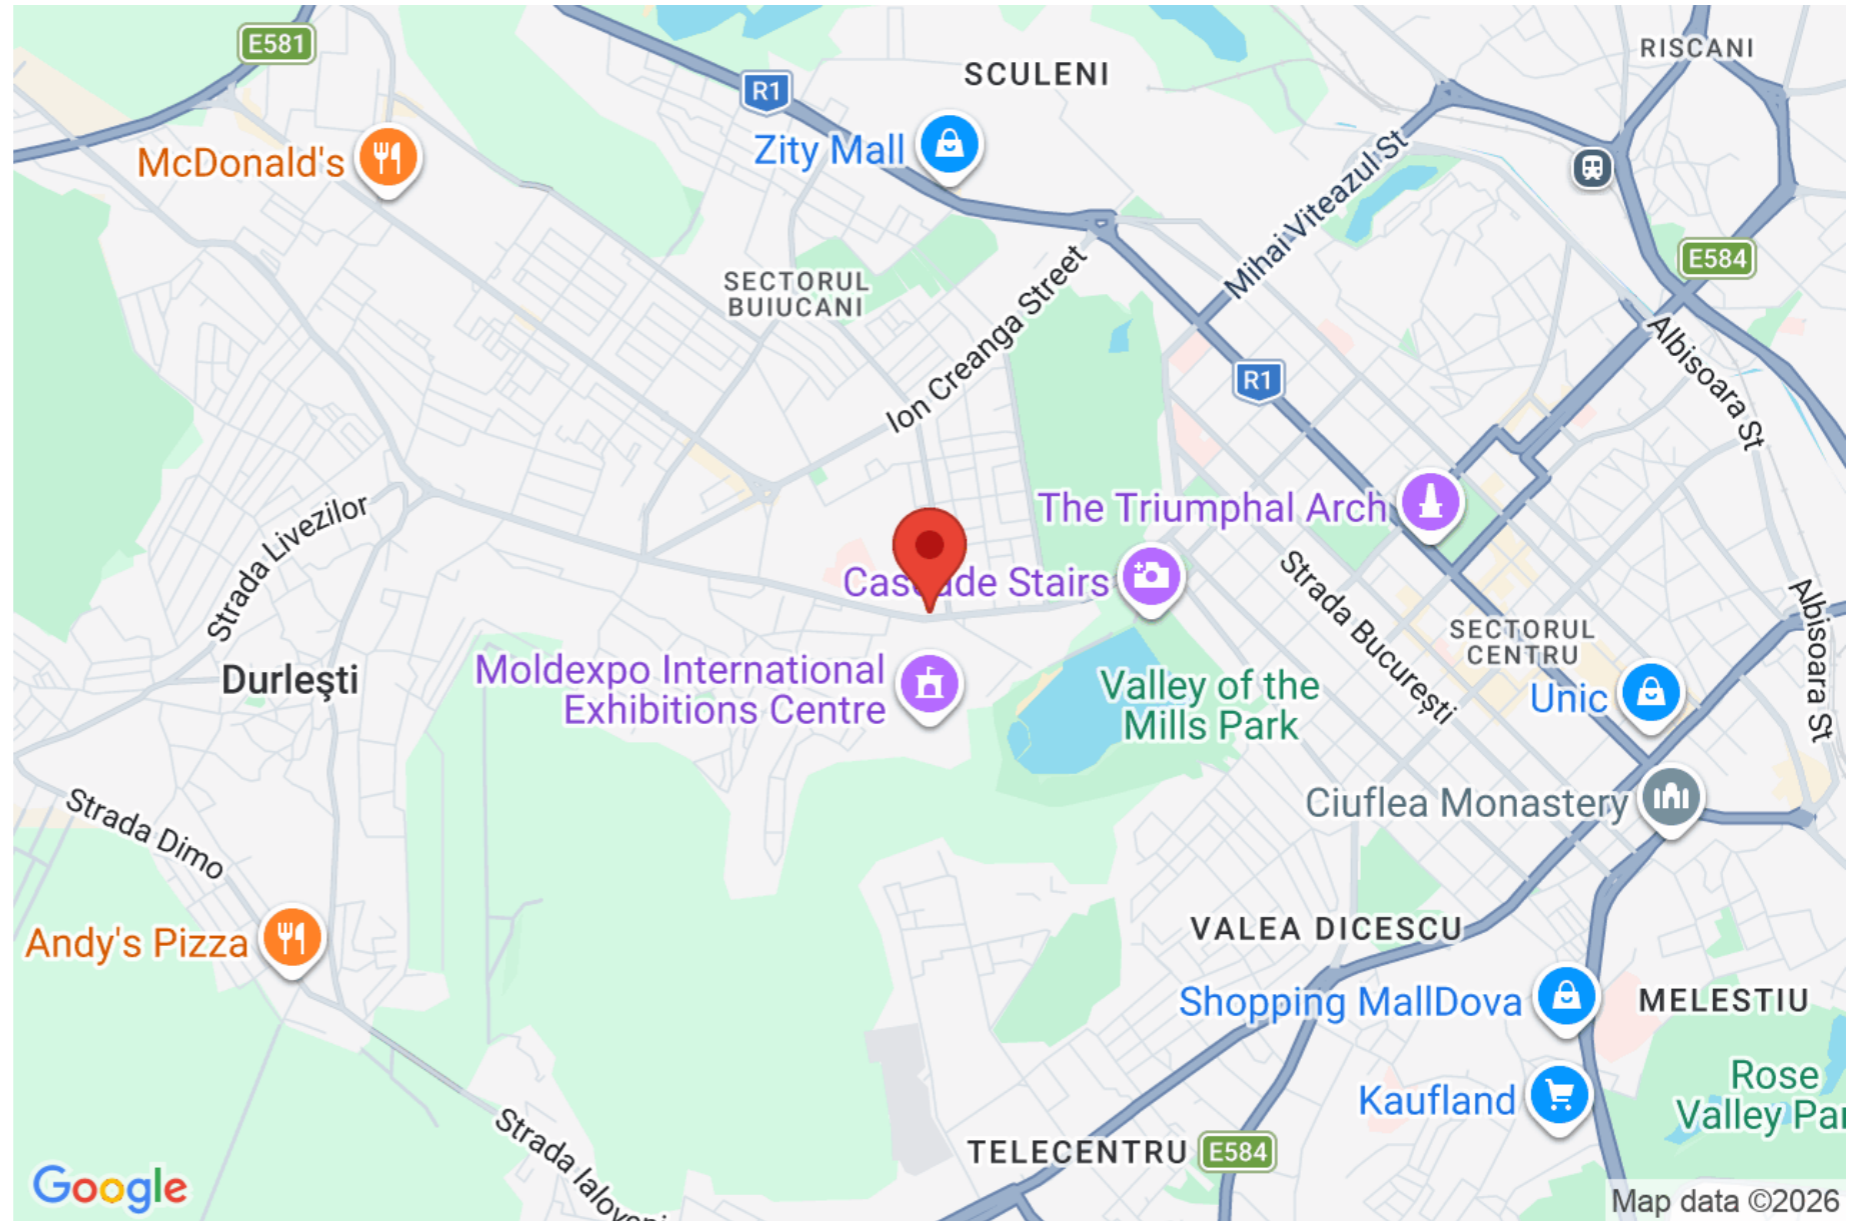 E581
R1
SCULENI
RISCANI
McDonald's
Zity Mall
Mihai Viteazul St
E584
SECTORUL
BUIUCANI
Ion Creanga Street
Albisoara St
R1
Strada Livezilor
The Triumphal Arch
Cascade Stairs
Strada București
Albisoara St
SECTORUL
CENTRU
Durleşti
Moldexpo International
Exhibitions Centre
Valley of the
Mills Park
Unic
Strada Dimo
Ciuflea Monastery
Andy's Pizza
VALEA DICESCU
Shopping MallDova
MELESTIU
Rose
Valley Par
Kaufland
Strada Ialoveni
TELECENTRU
E584
Google
Map data ©2026